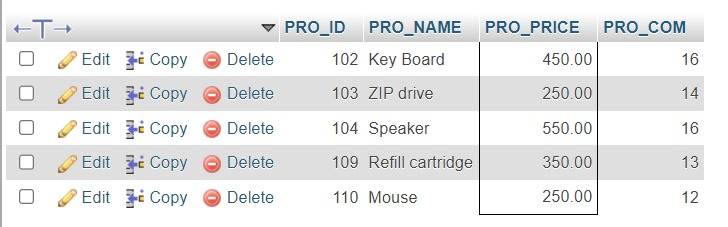 PRO_ID PRO_NAME PRO_PRICE PRO_COM
Edit Copy Delete 102 Key Board 450.00 16
Edit Copy Delete 103 ZIP drive 250.00 14
Edit Copy Delete 104 Speaker 550.00 16
Edit Copy Delete 109 Refill cartridge 350.00 13
Edit Copy Delete 110 Mouse 250.00 12